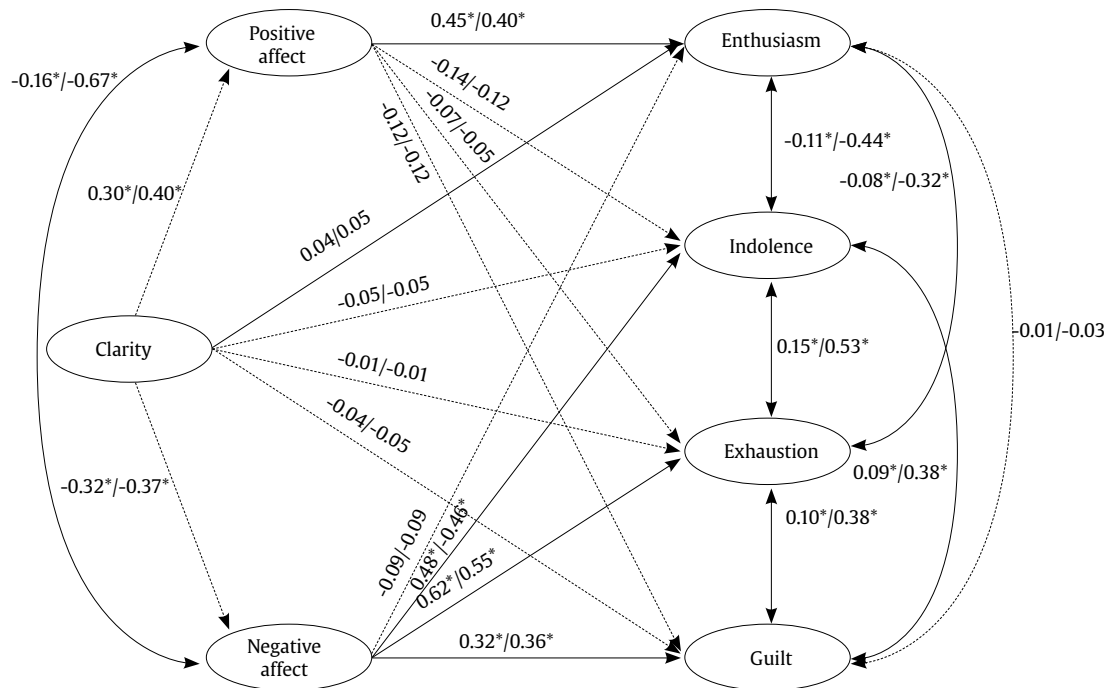 Positive
affect
0.45*/0.40*
Enthusiasm
-0.16*/-0.67*
-0.14/-0.12
-0.07/-0.05
-0.12/-0.12
-0.11*/-0.44*
-0.08*/-0.32*
0.30*/0.40*
0.04/0.05
Indolence
-0.05/-0.05
Clarity
-0.01/-0.01
0.15*/0.53*
-0.01/-0.03
-0.04/-0.05
Exhaustion
-0.32*/-0.37*
0.09*/0.38*
-0.09/-0.09
0.48*/-0.46*
0.62*/0.55*
0.10*/0.38*
Negative
affect
0.32*/0.36*
Guilt